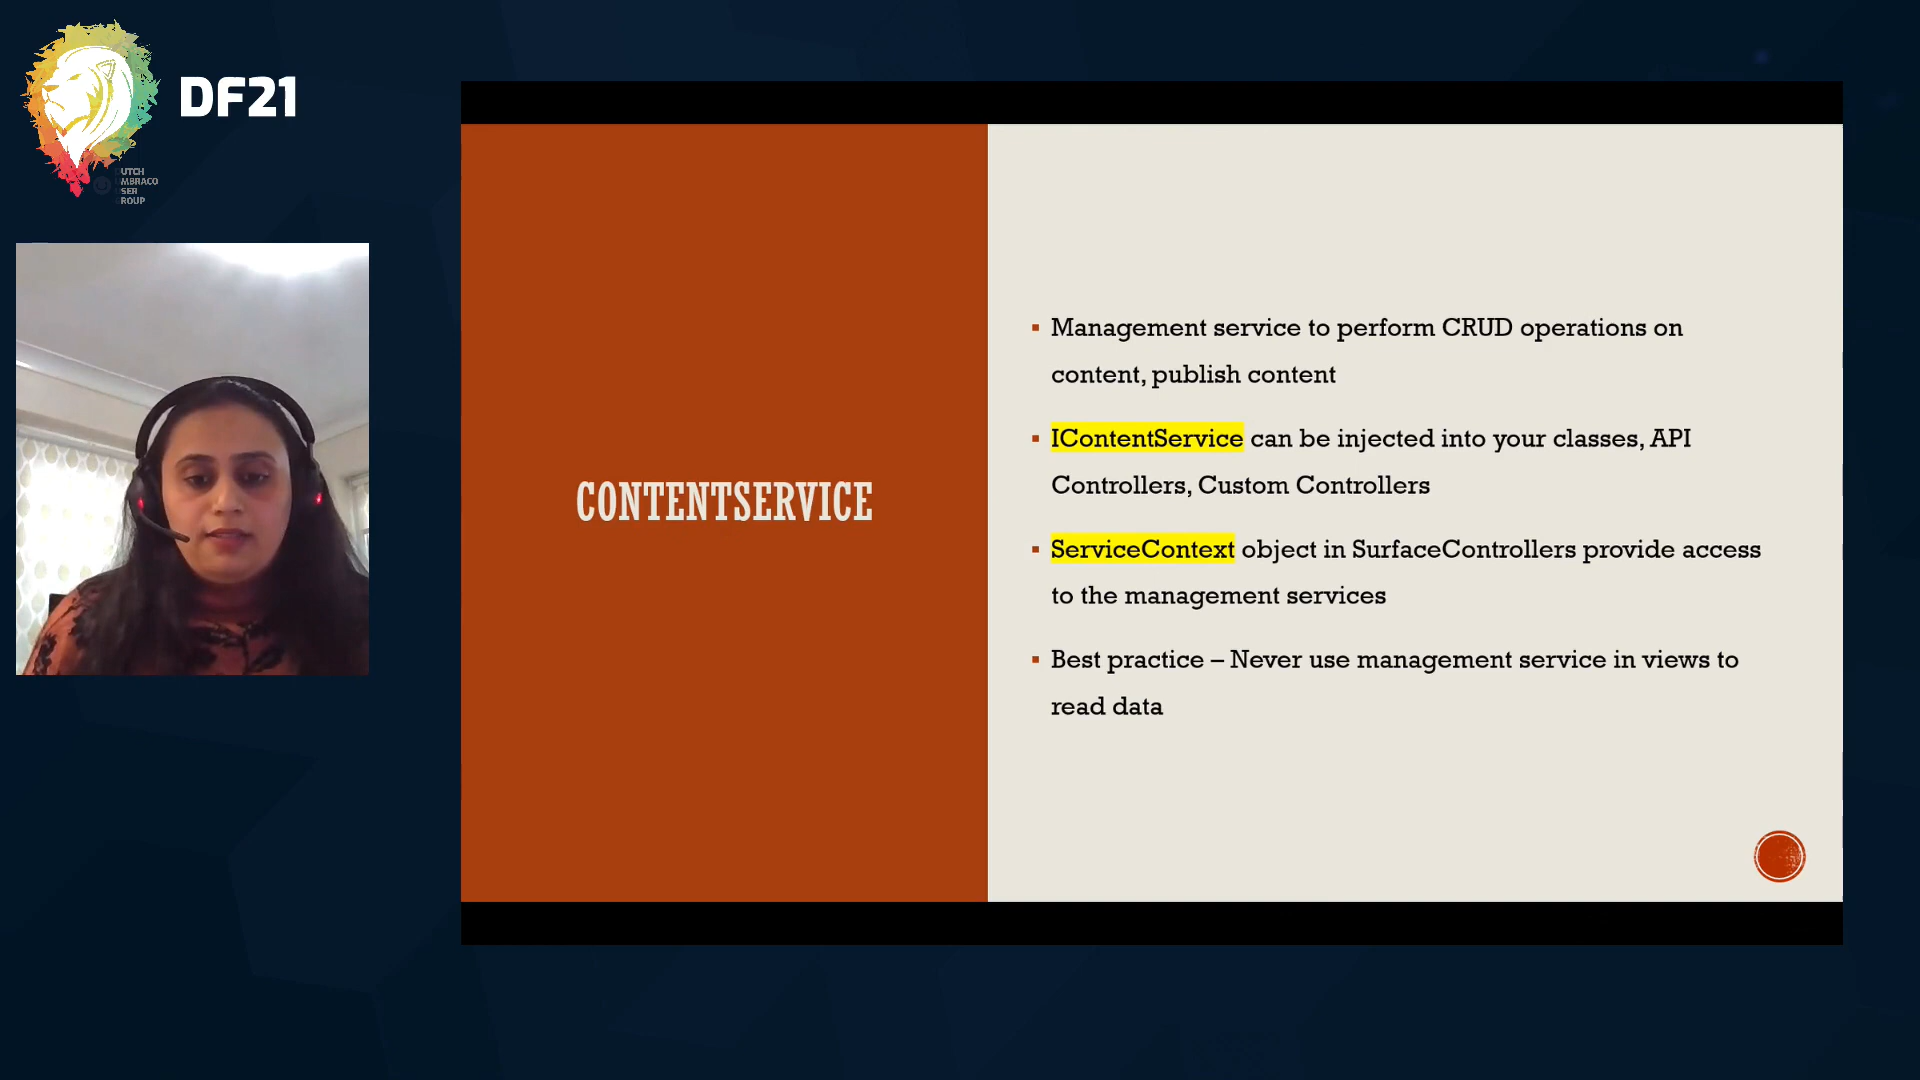 DF21
UTCH
MBRACO
SER
ROUP
CONTENTSERVICE
▪ Management service to perform CRUD operations on
content, publish content
▪ IContentService can be injected into your classes, API
Controllers, Custom Controllers
▪ ServiceContext object in SurfaceControllers provide access
to the management services
▪ Best practice – Never use management service in views to
read data